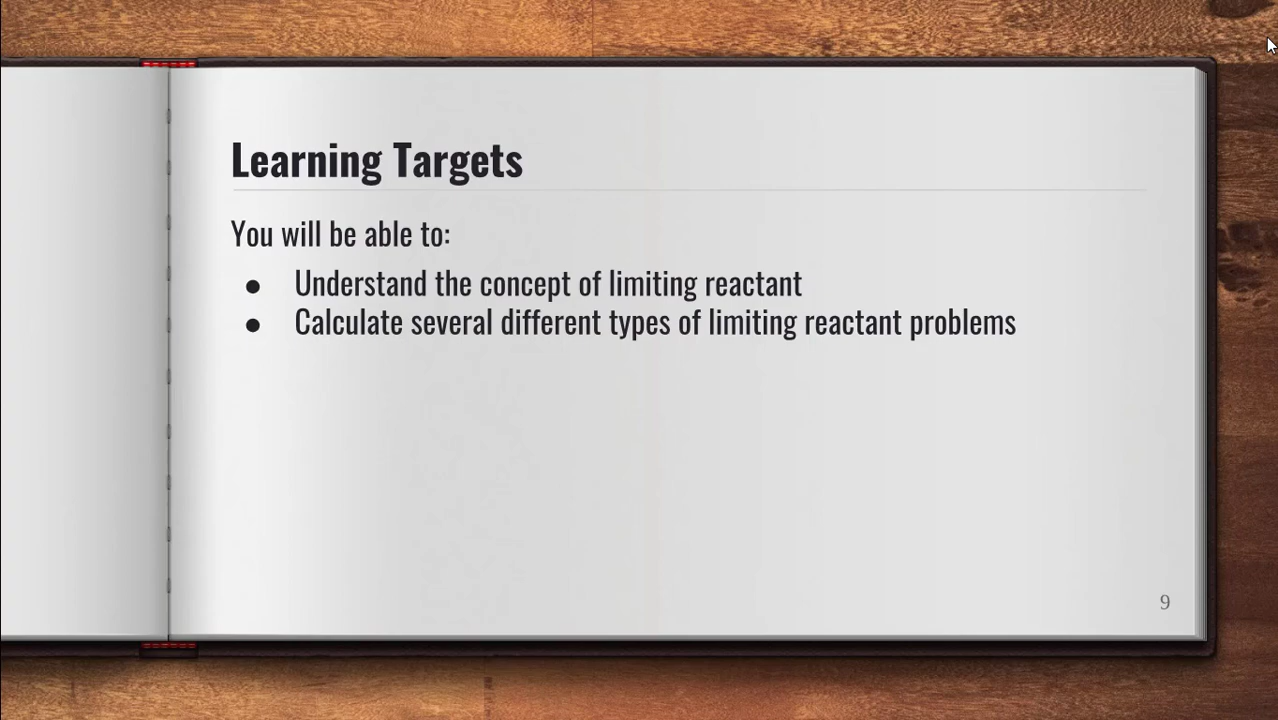 Learning Targets
You will be able to:
● Understand the concept of limiting reactant
● Calculate several different types of limiting reactant problems
9